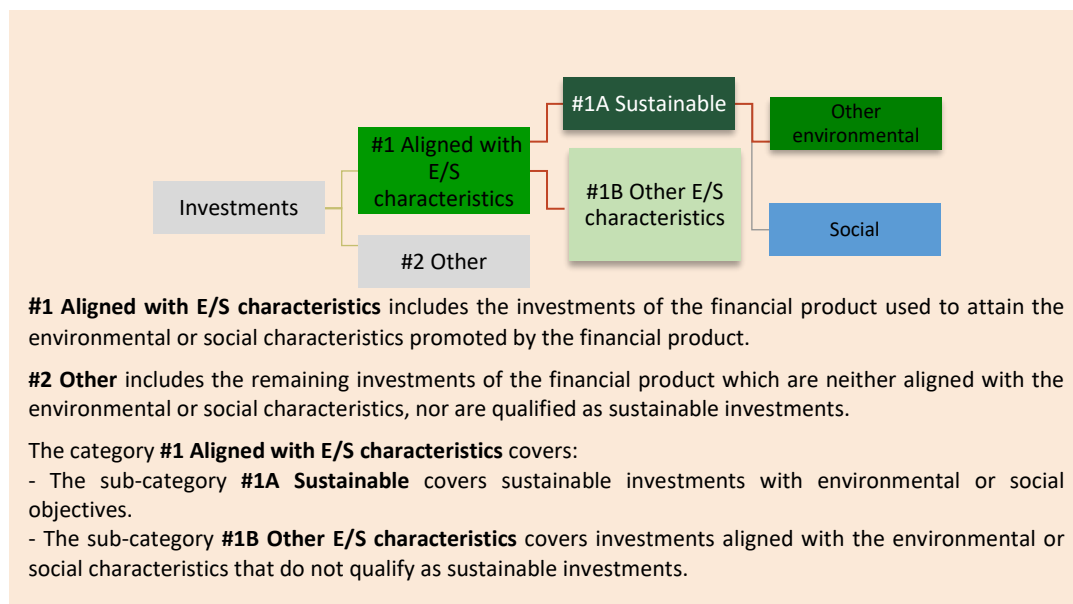 #1A Sustainable
Other
environmental
#1 Aligned with
E/S
characteristics
#1B Other E/S
characteristics
Investments
Social
#2 Other
#1 Aligned with E/S characteristics includes the investments of the financial product used to attain the
environmental or social characteristics promoted by the financial product.
#2 Other includes the remaining investments of the financial product which are neither aligned with the
environmental or social characteristics, nor are qualified as sustainable investments.
The category #1 Aligned with E/S characteristics covers:
- The sub-category #1A Sustainable covers sustainable investments with environmental or social
objectives.
- The sub-category #1B Other E/S characteristics covers investments aligned with the environmental or
social characteristics that do not qualify as sustainable investments.